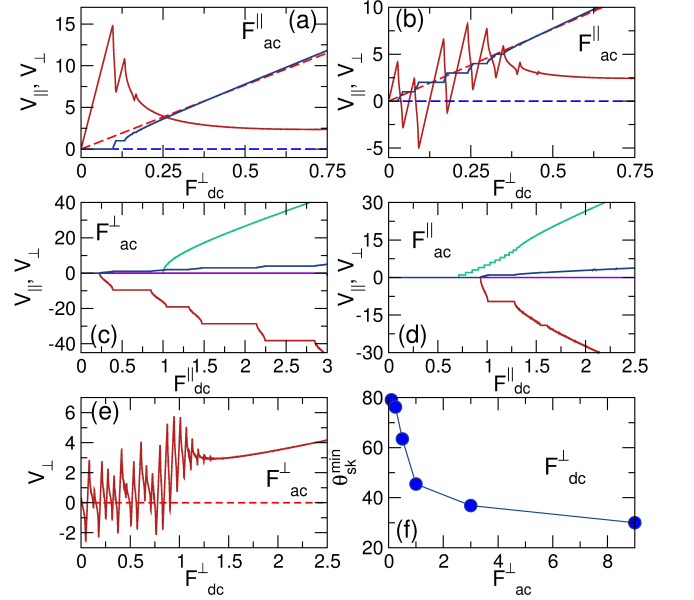 15
10
5
0
V||, V⊥
(a)
F||ac
0
0.25
0.5
0.75
F⊥dc
10
5
0
-5
V||, V⊥
(b)
F||ac
0
0.25
0.5
0.75
F⊥dc
40
20
0
-20
-40
V||, V⊥
F⊥ac
(c)
0
0.5
1
1.5
2
2.5
3
F||dc
30
15
0
-15
-30
V||, V⊥
F||ac
(d)
0
0.5
1
1.5
2
2.5
F||dc
6
4
2
0
-2
V⊥
(e)
F⊥ac
0
0.5
1
1.5
2
2.5
F⊥dc
80
60
40
20
θskmin
F⊥dc
(f)
0
2
4
6
8
F⊥ac